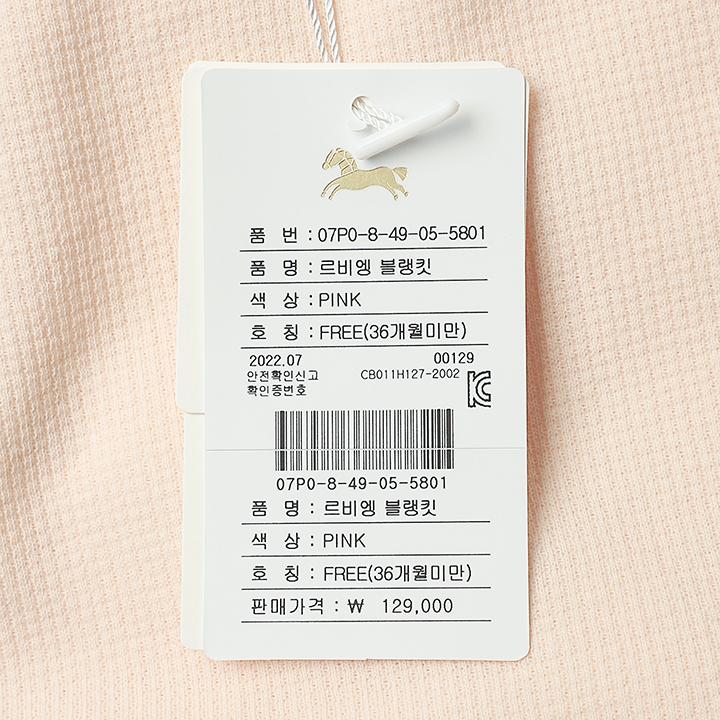 품 번 : 07P0-8-49-05-5801
품 명 : 르비엥 블랭킷
색 상 : PINK
호 칭 : FREE(36개월미만)
2022.07 00129
안전확인신고 CB011H127-2002
확인증번호
07P0-8-49-05-5801
품 명 : 르비엥 블랭킷
색 상 : PINK
호 칭 : FREE(36개월미만)
판매가격 : ₩ 129,000